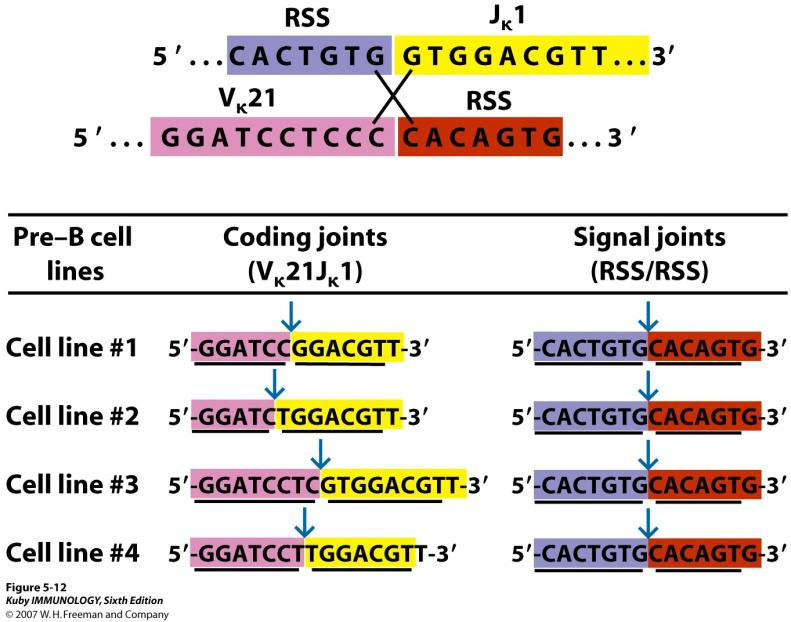 RSS Jκ1
5′...CACTGTG GTGGACGTT...3′
Vκ21 RSS
5′... GGATCCTCCC CACAGTG...3′
Pre–B cell lines Coding joints (Vκ21Jκ1) Signal joints (RSS/RSS)
Cell line #1 5′-GGATCCGGACGTT-3′ 5′-CACTGTGCACAGTG-3′
Cell line #2 5′-GGATCTGGACGTT-3′ 5′-CACTGTGCACAGTG-3′
Cell line #3 5′-GGATCCTCGTGGACGTT-3′ 5′-CACTGTGCACAGTG-3′
Cell line #4 5′-GGATCCTTGGACGTT-3′ 5′-CACTGTGCACAGTG-3′
Figure 5-12
Kuby IMMUNOLOGY, Sixth Edition
© 2007 W. H. Freeman and Company